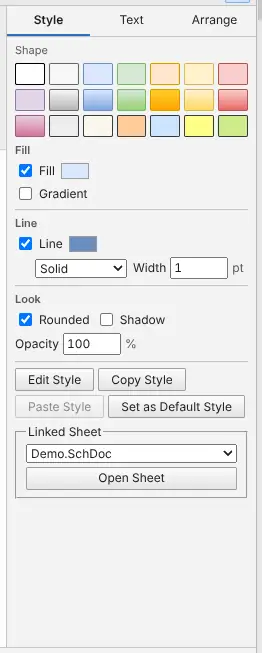 Style Text Arrange
Shape
Fill
Fill
Gradient
Line
Line
Solid Width 1 pt
Look
Rounded Shadow
Opacity 100 %
Edit Style Copy Style
Paste Style Set as Default Style
Linked Sheet
Demo.SchDoc
Open Sheet